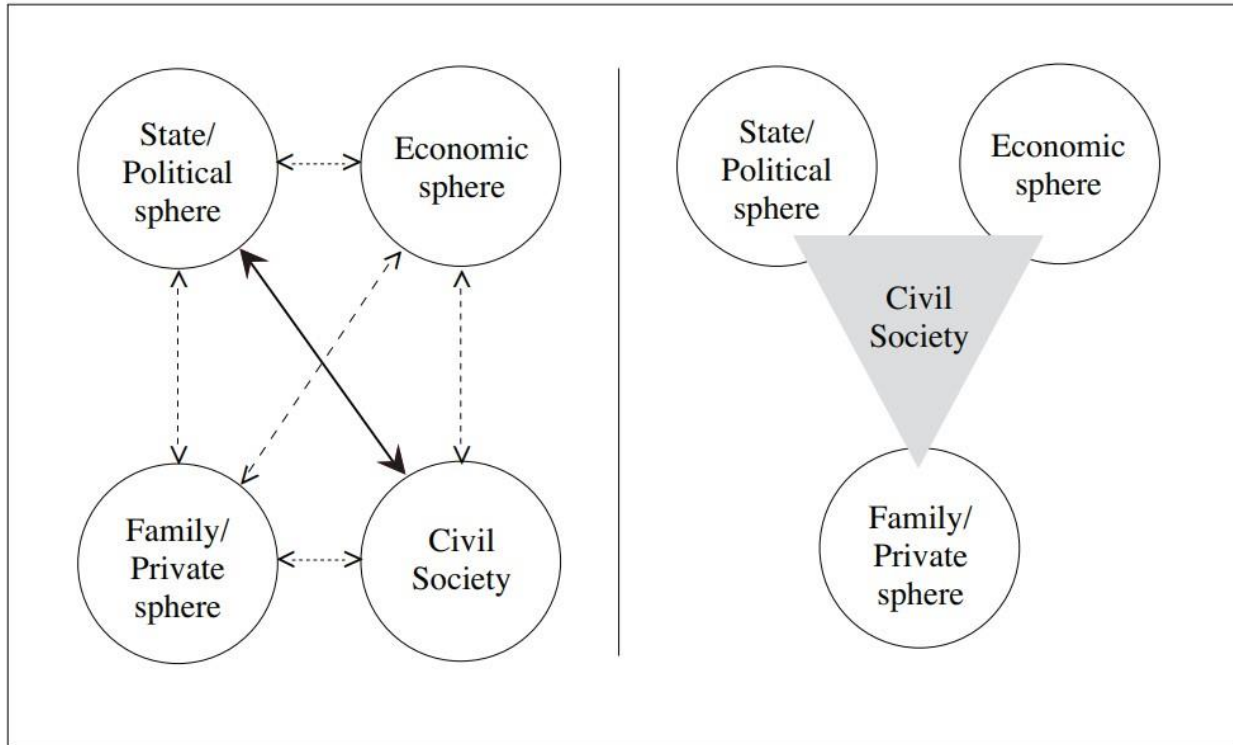 State/
Political
sphere
Economic
sphere
Family/
Private
sphere
Civil
Society
State/
Political
sphere
Economic
sphere
Civil
Society
Family/
Private
sphere